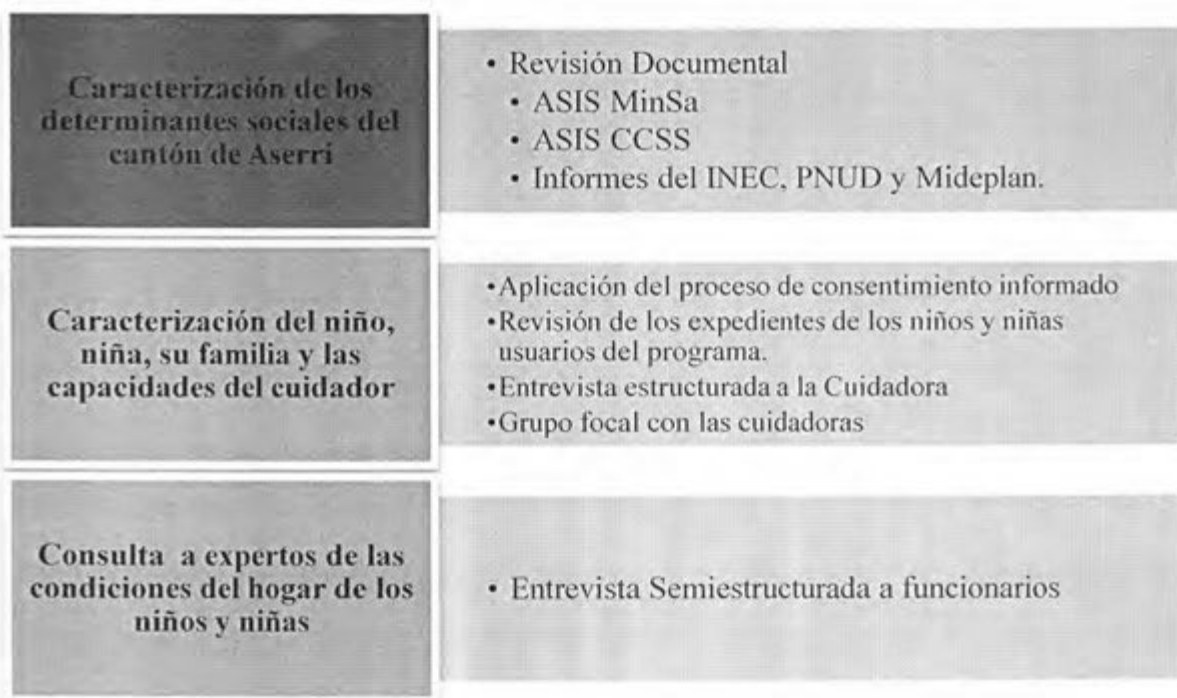 Caracterización de los
determinantes sociales del
cantón de Aserri
• Revisión Documental
• ASIS MinSa
• ASIS CCSS
• Informes del INEC, PNUD y Mideplan.
Caracterización del niño,
niña, su familia y las
capacidades del cuidador
•Aplicación del proceso de consentimiento informado
•Revisión de los expedientes de los niños y niñas
usuarios del programa.
•Entrevista estructurada a la Cuidadora
•Grupo focal con las cuidadoras
Consulta a expertos de las
condiciones del hogar de los
niños y niñas
• Entrevista Semiestructurada a funcionarios